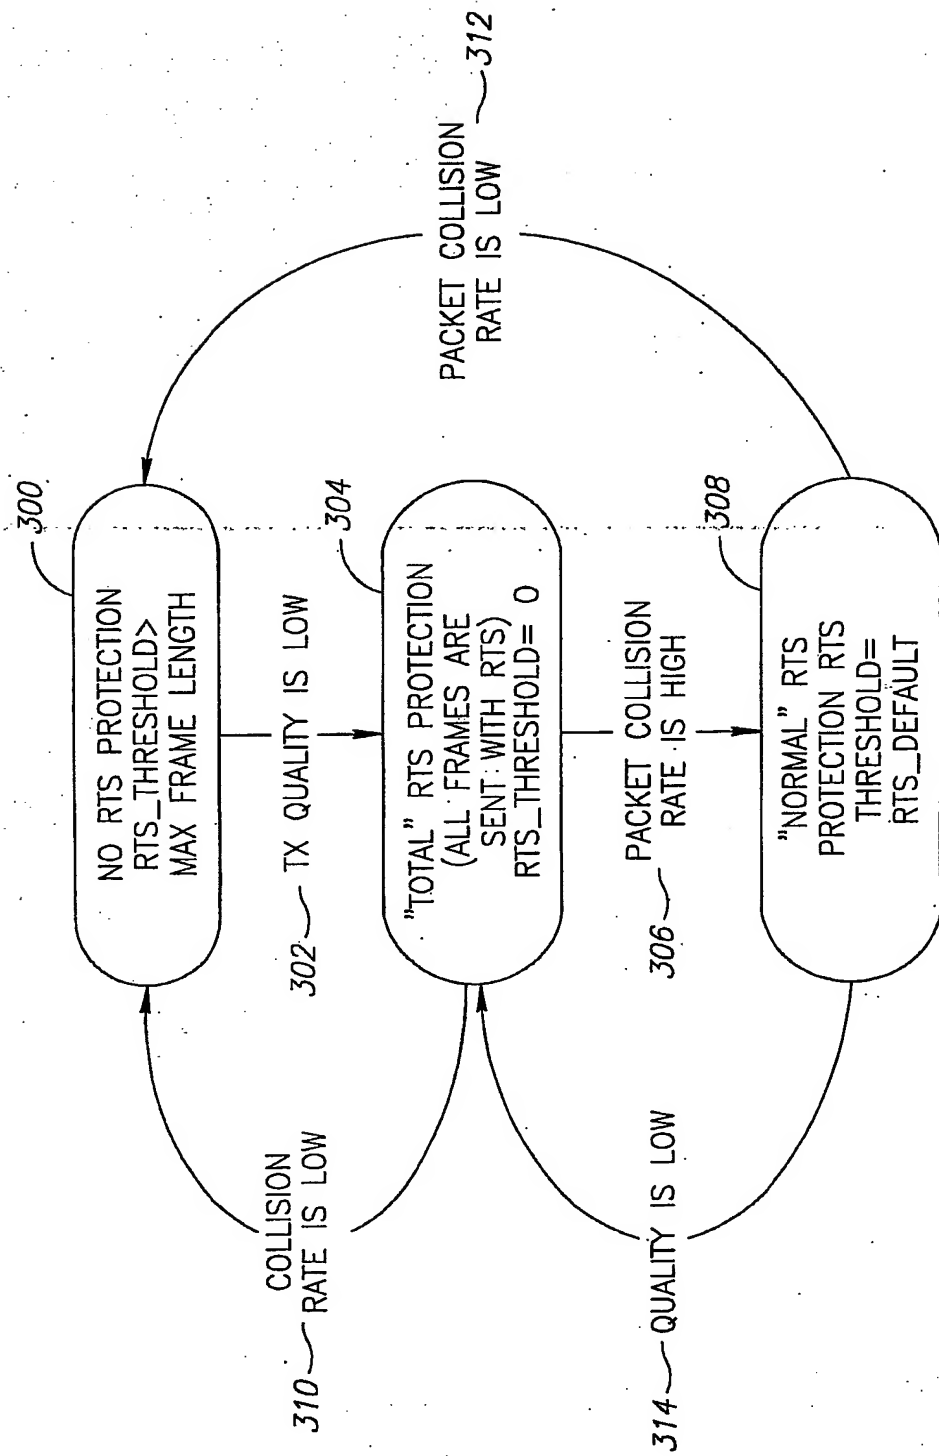 300
NO RTS PROTECTION
RTS_THRESHOLD>
MAX FRAME LENGTH
302
TX QUALITY IS LOW
304
"TOTAL" RTS PROTECTION
(ALL FRAMES ARE
SENT WITH RTS)
RTS_THRESHOLD= 0
306
PACKET COLLISION
RATE IS HIGH
308
"NORMAL" RTS
PROTECTION RTS
THRESHOLD=
RTS_DEFAULT
310
COLLISION
RATE IS LOW
312
PACKET COLLISION
RATE IS LOW
314
QUALITY IS LOW